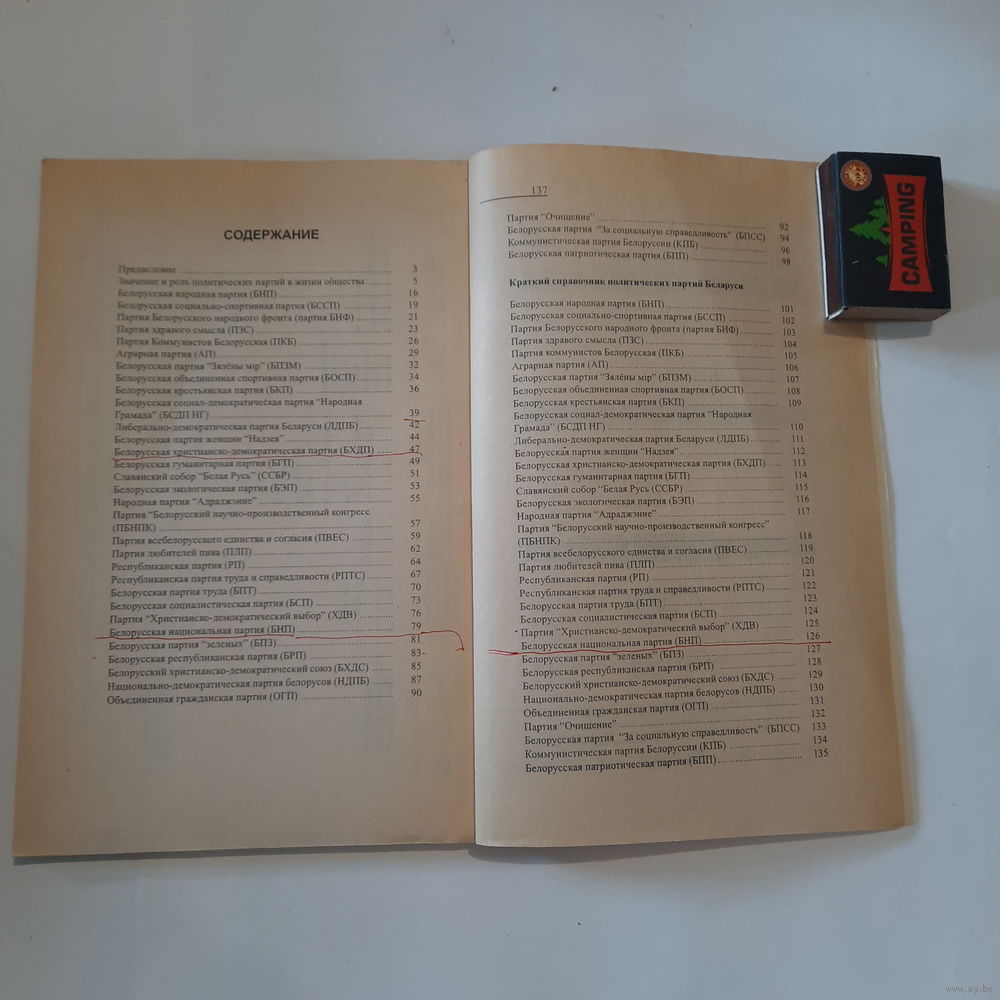 СОДЕРЖАНИЕ
Предисловие 3
Значение и роль политических партий в жизни общества 5
Белорусская народная партия (БНП) 16
Белорусская социально-спортивная партия (БССП) 19
Партия Белорусского народного фронта (партия БНФ) 21
Партия здравого смысла (ПЗС) 23
Партия Коммунистов Белорусская (ПКБ) 26
Аграрная партия (АП) 29
Белорусская партия “Зялёны мiр” (БПЗМ) 32
Белорусская объединенная спортивная партия (БОСП) 34
Белорусская крестьянская партия (БКП) 36
Белорусская социал-демократическая партия “Народная
Грамада” (БСДП НГ) 39
Либерально-демократическая партия Беларуси (ЛДПБ) 42
Белорусская партия женщин “Надзея” 44
Белорусская христианско-демократическая партия (БХДП) 47
Белорусская гуманитарная партия (БГП) 49
Славянский собор “Белая Русь” (ССБР) 51
Белорусская экологическая партия (БЭП) 53
Народная партия “Адраджэние” 55
Партия “Белорусский научно-производственный конгресс
(ПБНПК) 57
Партия всебелорусского единства и согласия (ПВЕС) 59
Партия любителей пива (ПЛП) 62
Республиканская партия (РП) 64
Республиканская партия труда и справедливости (РПТС) 67
Белорусская партия труда (БПТ) 70
Белорусская социалистическая партия (БСП) 73
Партия “Христианско-демократический выбор” (ХДВ) 76
Белорусская национальная партия (БНП) 79
Белорусская партия “зеленых” (БПЗ) 81
Белорусская республиканская партия (БРП) 83
Белорусский христианско-демократический союз (БХДС) 85
Национально-демократическая партия белорусов (НДПБ) 87
Объединенная гражданская партия (ОГП) 90
137
Партия “Очищение” 92
Белорусская партия “За социальную справедливость” (БПСС) 94
Коммунистическая партия Белоруссии (КПБ) 96
Белорусская патриотическая партия (БПП) 98
Краткий справочник политических партий Беларуси
Белорусская народная партия (БНП) 101
Белорусская социально-спортивная партия (БССП) 102
Партия Белорусского народного фронта (партия БНФ) 103
Партия здравого смысла (ПЗС) 104
Партия коммунистов Белорусская (ПКБ) 105
Аграрная партия (АП) 106
Белорусская партия “Зялёны мiр” (БПЗМ) 107
Белорусская объединенная спортивная партия (БОСП) 108
Белорусская крестьянская партия (БКП) 109
Белорусская социал-демократическая партия “Народная
Грамада” (БСДП НГ) 110
Либерально-демократическая партия Беларуси (ЛДПБ) 111
Белорусская партия женщин “Надзея” 112
Белорусская христианско-демократическая партия (БХДП) 113
Белорусская гуманитарная партия (БГП) 114
Славянский собор “Белая Русь” (ССБР) 115
Белорусская экологическая партия (БЭП) 116
Народная партия “Адраджэние” 117
Партия “Белорусский научно-производственный конгресс”
(ПБНПК) 118
Партия всебелорусского единства и согласия (ПВЕС) 119
Партия любителей пива (ПЛП) 120
Республиканская партия (РП) 121
Республиканская партия труда и справедливости (РПТС) 122
Белорусская партия труда (БПТ) 123
Белорусская социалистическая партия (БСП) 124
Партия “Христианско-демократический выбор” (ХДВ) 125
Белорусская национальная партия (БНП) 126
Белорусская партия “зеленых” (БПЗ) 127
Белорусская республиканская партия (БРП) 128
Белорусский христианско-демократический союз (БХДС) 129
Национально-демократическая партия белорусов (НДПБ) 130
Объединенная гражданская партия (ОГП) 131
Партия “Очищение” 132
Белорусская партия “За социальную справедливость” (БПСС) 133
Коммунистическая партия Белоруссии (КПБ) 134
Белорусская патриотическая партия (БПП) 135
CAMPING
www.ay.by